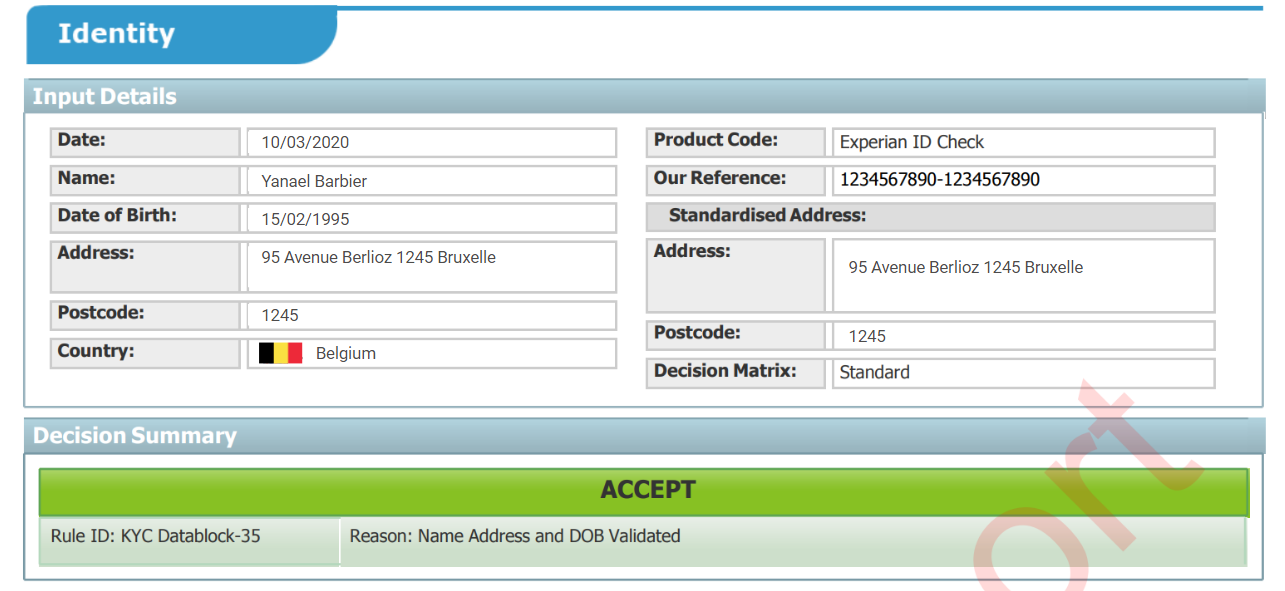 Identity
Input Details
Date: 10/03/2020
Name: Yanael Barbier
Date of Birth: 15/02/1995
Address: 95 Avenue Berlioz 1245 Bruxelle
Postcode: 1245
Country: Belgium
Product Code: Experian ID Check
Our Reference: 1234567890-1234567890
Standardised Address:
Address: 95 Avenue Berlioz 1245 Bruxelle
Postcode: 1245
Decision Matrix: Standard
Decision Summary
ACCEPT
Rule ID: KYC Datablock-35 Reason: Name Address and DOB Validated
ort